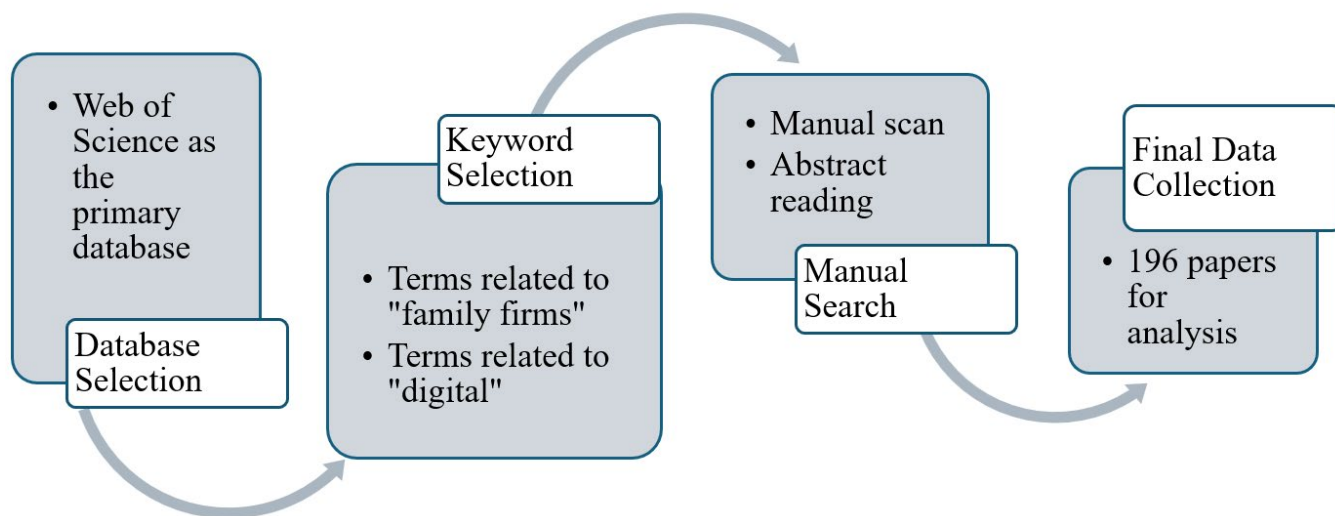 • Web of
Science as
the
primary
database
Database
Selection
Keyword
Selection
• Terms related to
"family firms"
• Terms related to
"digital"
• Manual scan
• Abstract
reading
Manual
Search
Final Data
Collection
• 196 papers
for
analysis